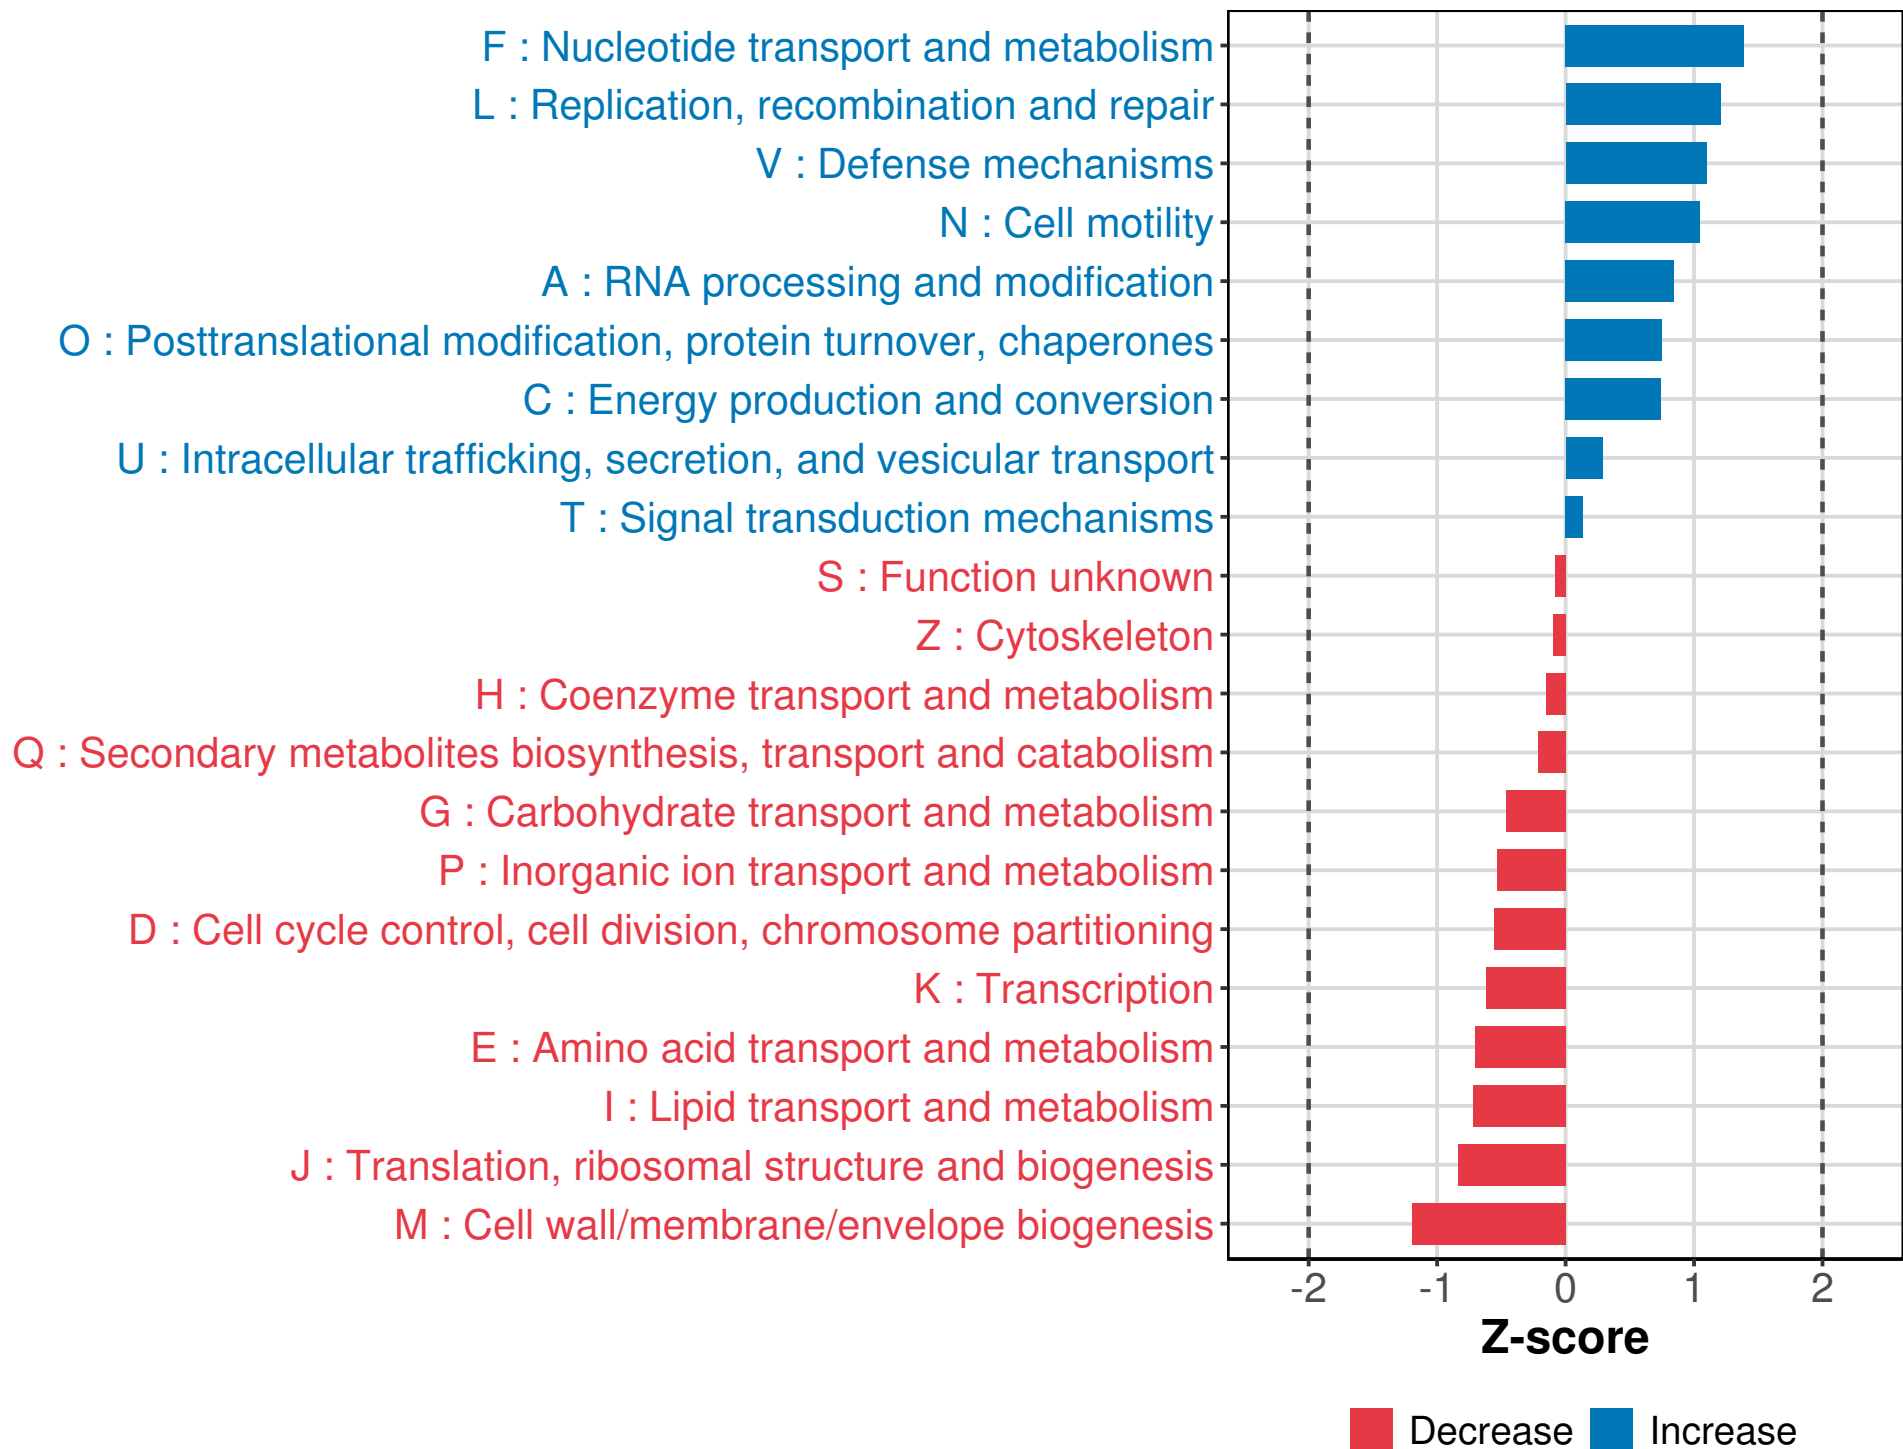 F : Nucleotide transport and metabolism
L : Replication, recombination and repair
V : Defense mechanisms
N : Cell motility
A : RNA processing and modification
O : Posttranslational modification, protein turnover, chaperones
C : Energy production and conversion
U : Intracellular trafficking, secretion, and vesicular transport
T : Signal transduction mechanisms
S : Function unknown
Z : Cytoskeleton
H : Coenzyme transport and metabolism
Q : Secondary metabolites biosynthesis, transport and catabolism
G : Carbohydrate transport and metabolism
P : Inorganic ion transport and metabolism
D : Cell cycle control, cell division, chromosome partitioning
K : Transcription
E : Amino acid transport and metabolism
I : Lipid transport and metabolism
J : Translation, ribosomal structure and biogenesis
M : Cell wall/membrane/envelope biogenesis
-2 -1 0 1 2
Z-score
Decrease Increase